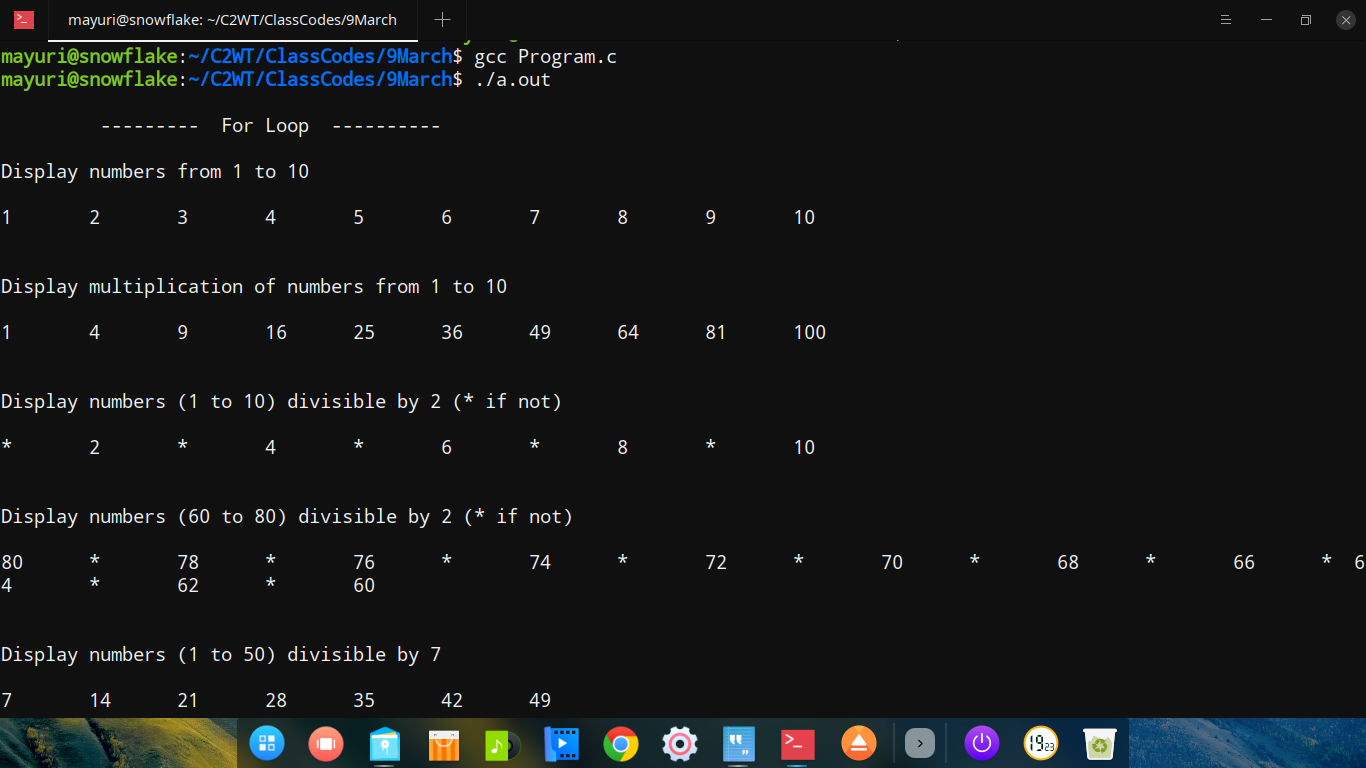 mayuri@snowflake: ~/C2WT/ClassCodes/9March
mayuri@snowflake:~/C2WT/ClassCodes/9March$ gcc Program.c
mayuri@snowflake:~/C2WT/ClassCodes/9March$ ./a.out
--------- For Loop ----------
Display numbers from 1 to 10
1 2 3 4 5 6 7 8 9 10
Display multiplication of numbers from 1 to 10
1 4 9 16 25 36 49 64 81 100
Display numbers (1 to 10) divisible by 2 (* if not)
* 2 * 4 * 6 * 8 * 10
Display numbers (60 to 80) divisible by 2 (* if not)
80 * 78 * 76 * 74 * 72 * 70 * 68 * 66 * 6
4 * 62 * 60
Display numbers (1 to 50) divisible by 7
7 14 21 28 35 42 49
19 23